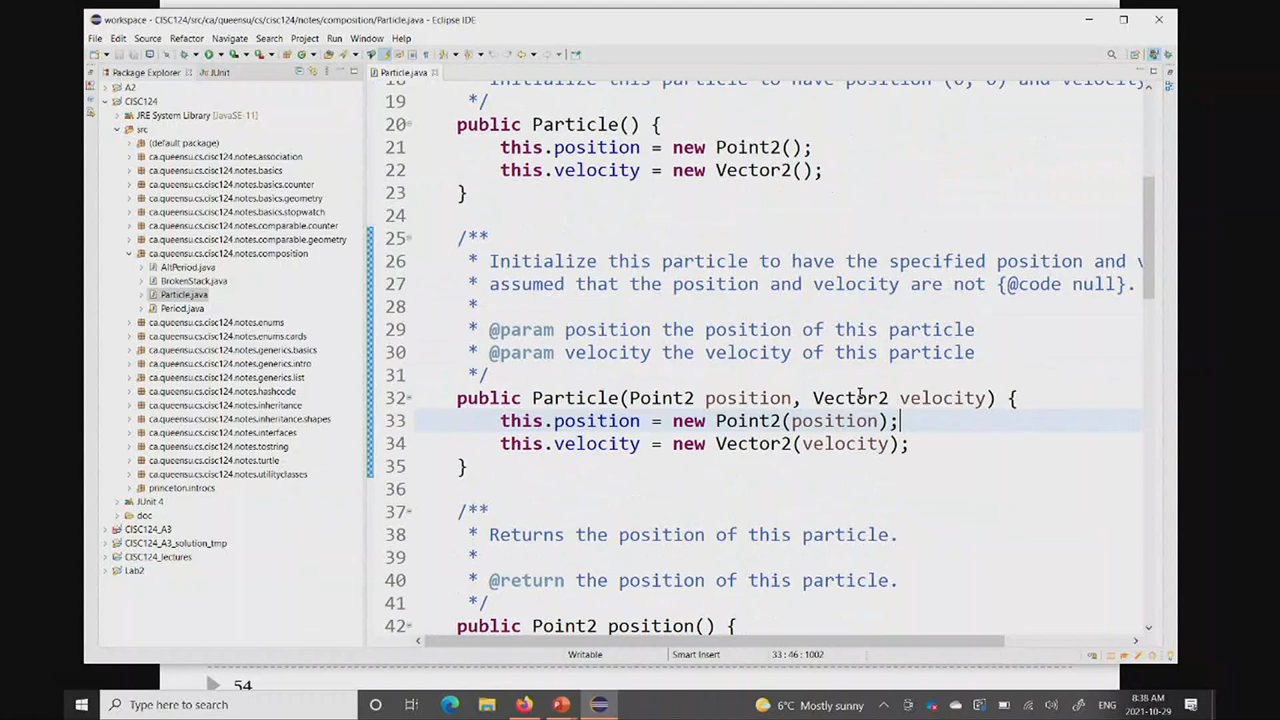 workspace - CISC124/src/ca/queensu/cs/cisc124/notes/composition/Particle.java - Eclipse IDE
File Edit Source Refactor Navigate Search Project Run Window Help
Package Explorer JUnit
A2
CISC124
JRE System Library [JavaSE-11]
src
(default package)
ca.queensu.cs.cisc124.notes.association
ca.queensu.cs.cisc124.notes.basics
ca.queensu.cs.cisc124.notes.basics.counter
ca.queensu.cs.cisc124.notes.basics.geometry
ca.queensu.cs.cisc124.notes.basics.stopwatch
ca.queensu.cs.cisc124.notes.comparable.counter
ca.queensu.cs.cisc124.notes.comparable.geometry
ca.queensu.cs.cisc124.notes.composition
AltPeriod.java
BrokenStack.java
Particle.java
Period.java
ca.queensu.cs.cisc124.notes.enums
ca.queensu.cs.cisc124.notes.enums.cards
ca.queensu.cs.cisc124.notes.generics.basics
ca.queensu.cs.cisc124.notes.generics.intro
ca.queensu.cs.cisc124.notes.generics.list
ca.queensu.cs.cisc124.notes.hashcode
ca.queensu.cs.cisc124.notes.inheritance
ca.queensu.cs.cisc124.notes.inheritance.shapes
ca.queensu.cs.cisc124.notes.interfaces
ca.queensu.cs.cisc124.notes.tostring
ca.queensu.cs.cisc124.notes.turtle
ca.queensu.cs.cisc124.notes.utilityclasses
princeton.introcs
JUnit 4
doc
CISC124_A3
CISC124_A3_solution_tmp
CISC124_lectures
Lab2
Particle.java
18 * Initialize this particle to have position (0, 0) and velocity
19 */
20 public Particle() {
21 this.position = new Point2();
22 this.velocity = new Vector2();
23 }
24
25 /**
26 * Initialize this particle to have the specified position and v
27 * assumed that the position and velocity are not {@code null}.
28 *
29 * @param position the position of this particle
30 * @param velocity the velocity of this particle
31 */
32 public Particle(Point2 position, Vector2 velocity) {
33 this.position = new Point2(position);
34 this.velocity = new Vector2(velocity);
35 }
36
37 /**
38 * Returns the position of this particle.
39 *
40 * @return the position of this particle.
41 */
42 public Point2 position() {
Writable Smart Insert 33 : 46 : 1002
54
Type here to search
6°C Mostly sunny ENG 8:38 AM
2021-10-29